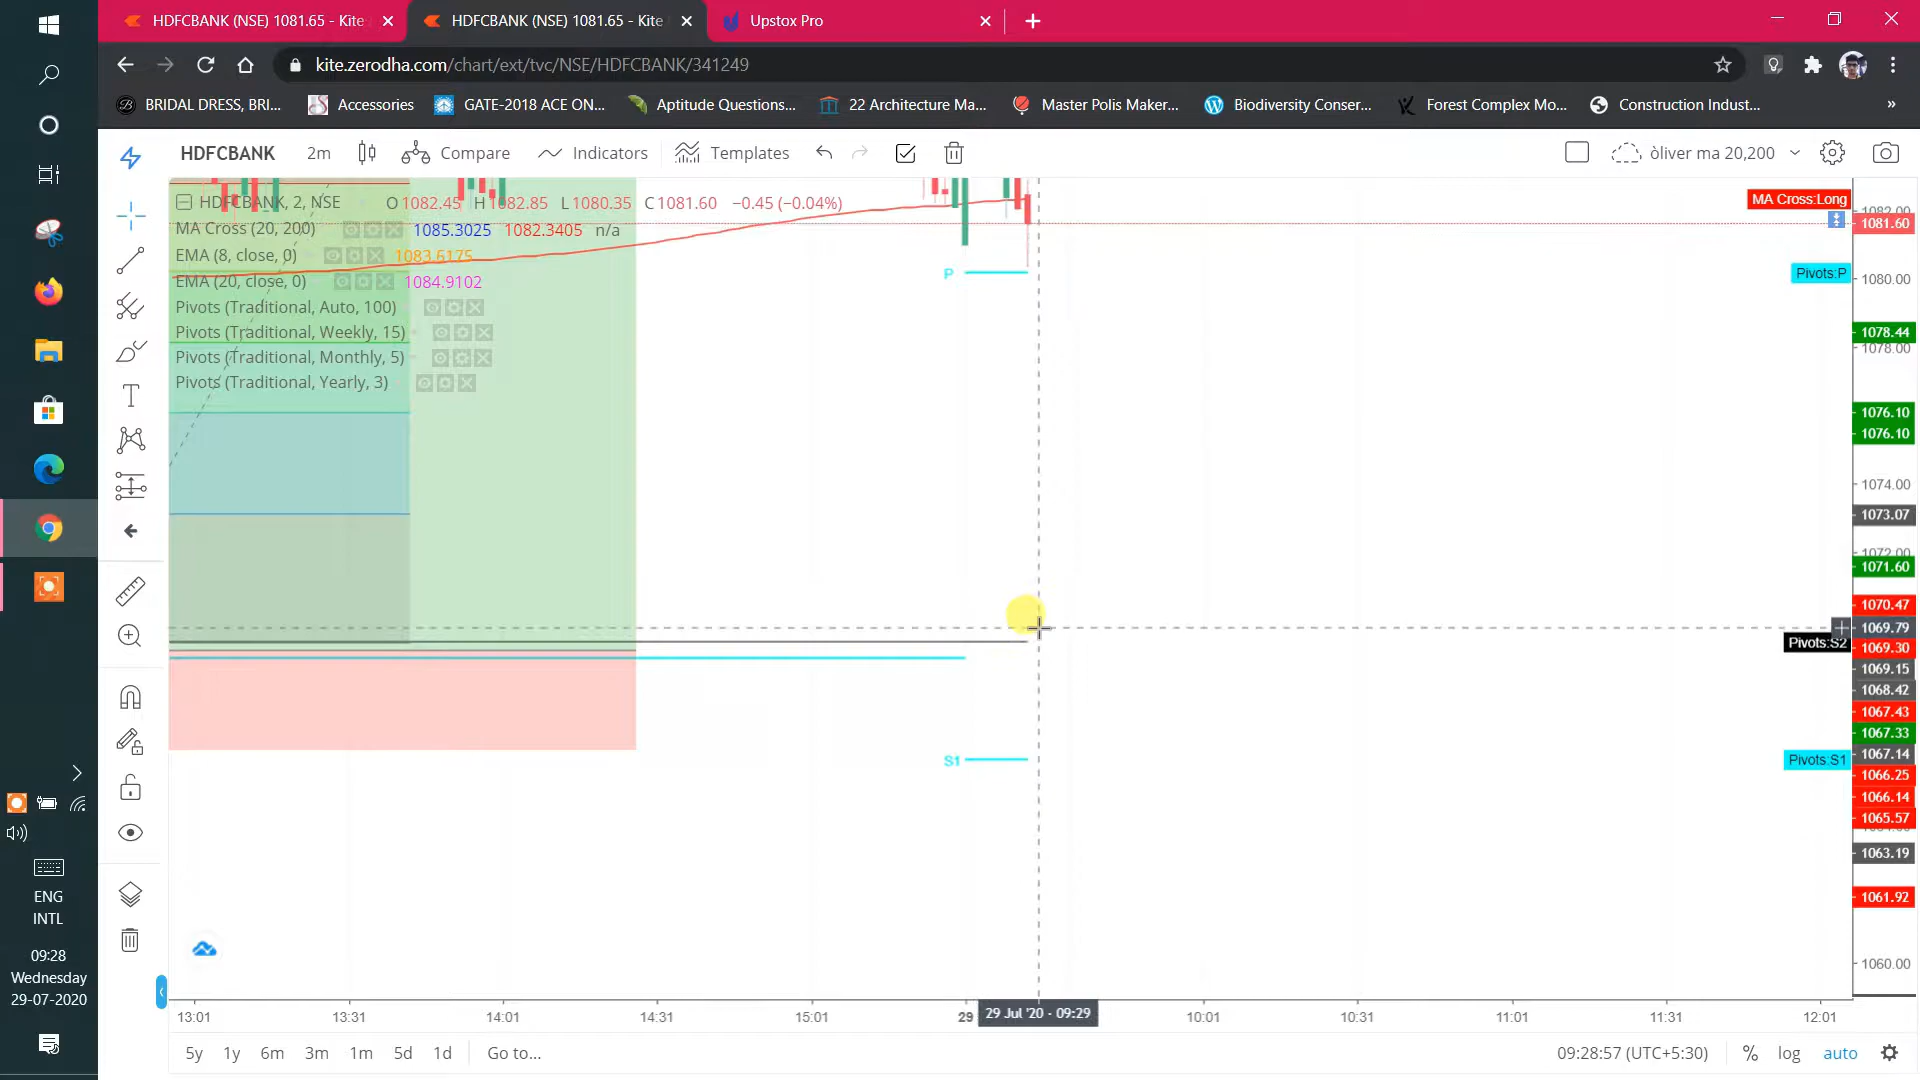 HDFCBANK (NSE) 1081.65 - Kite
HDFCBANK (NSE) 1081.65 - Kite
Upstox Pro
kite.zerodha.com/chart/ext/tvc/NSE/HDFCBANK/341249
BRIDAL DRESS, BRI...
Accessories
GATE-2018 ACE ON...
Aptitude Questions...
22 Architecture Ma...
Master Polis Maker...
Biodiversity Conser...
Forest Complex Mo...
Construction Indust...
»
HDFCBANK
2m
Compare
Indicators
Templates
òliver ma 20,200
HDFCBANK, 2, NSE O 1082.45 H 1082.85 L 1080.35 C 1081.60 −0.45 (−0.04%)
MA Cross (20, 200) 1085.3025 1082.3405 n/a
EMA (8, close, 0) 1083.6175
EMA (20, close, 0) 1084.9102
Pivots (Traditional, Auto, 100)
Pivots (Traditional, Weekly, 15)
Pivots (Traditional, Monthly, 5)
Pivots (Traditional, Yearly, 3)
P
S1
MA Cross:Long
1082.00
1081.60
Pivots:P
1080.00
1078.44
1078.00
1076.10
1076.10
1074.00
1073.07
1072.00
1071.60
1070.47
1069.79
Pivots:S2
1069.30
1069.15
1068.42
1067.43
1067.33
1067.14
Pivots:S1
1066.25
1066.14
1065.57
1063.19
1061.92
1060.00
13:01
13:31
14:01
14:31
15:01
29
29 Jul '20 - 09:29
10:01
10:31
11:01
11:31
12:01
5y
1y
6m
3m
1m
5d
1d
Go to...
09:28:57 (UTC+5:30)
%
log
auto
ENG
INTL
09:28
Wednesday
29-07-2020